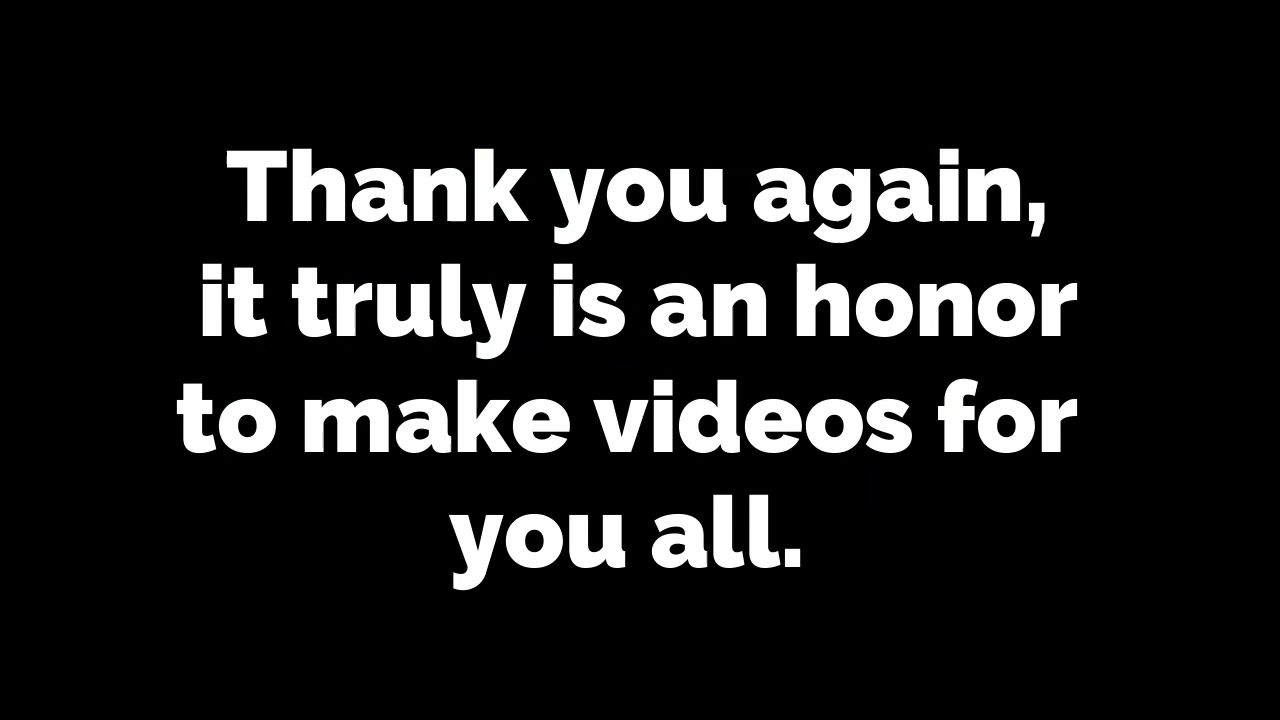 Thank you again,
it truly is an honor
to make videos for
you all.